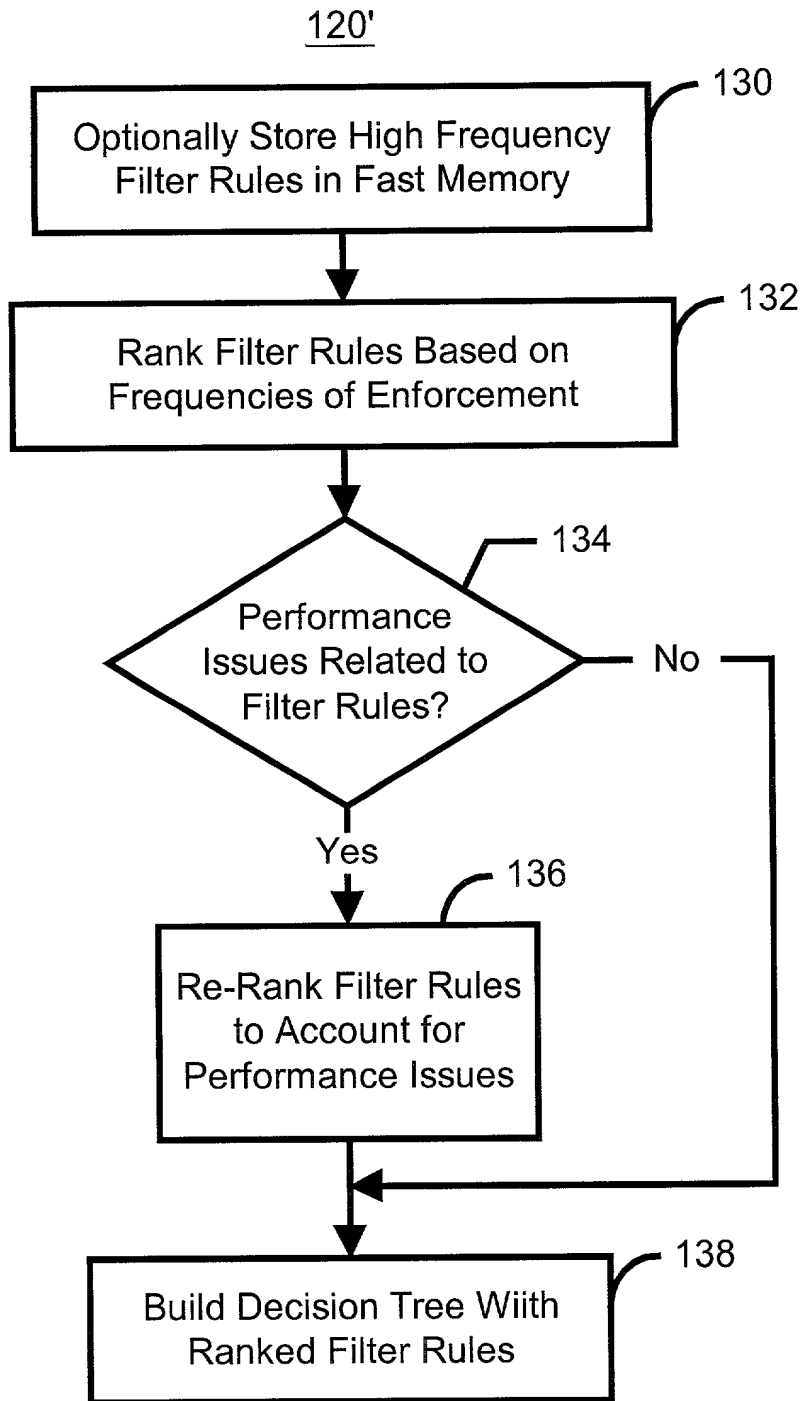 120'
130
Optionally Store High Frequency
Filter Rules in Fast Memory
132
Rank Filter Rules Based on
Frequencies of Enforcement
134
Performance
Issues Related to
Filter Rules?
No
Yes
136
Re-Rank Filter Rules
to Account for
Performance Issues
138
Build Decision Tree Wiith
Ranked Filter Rules